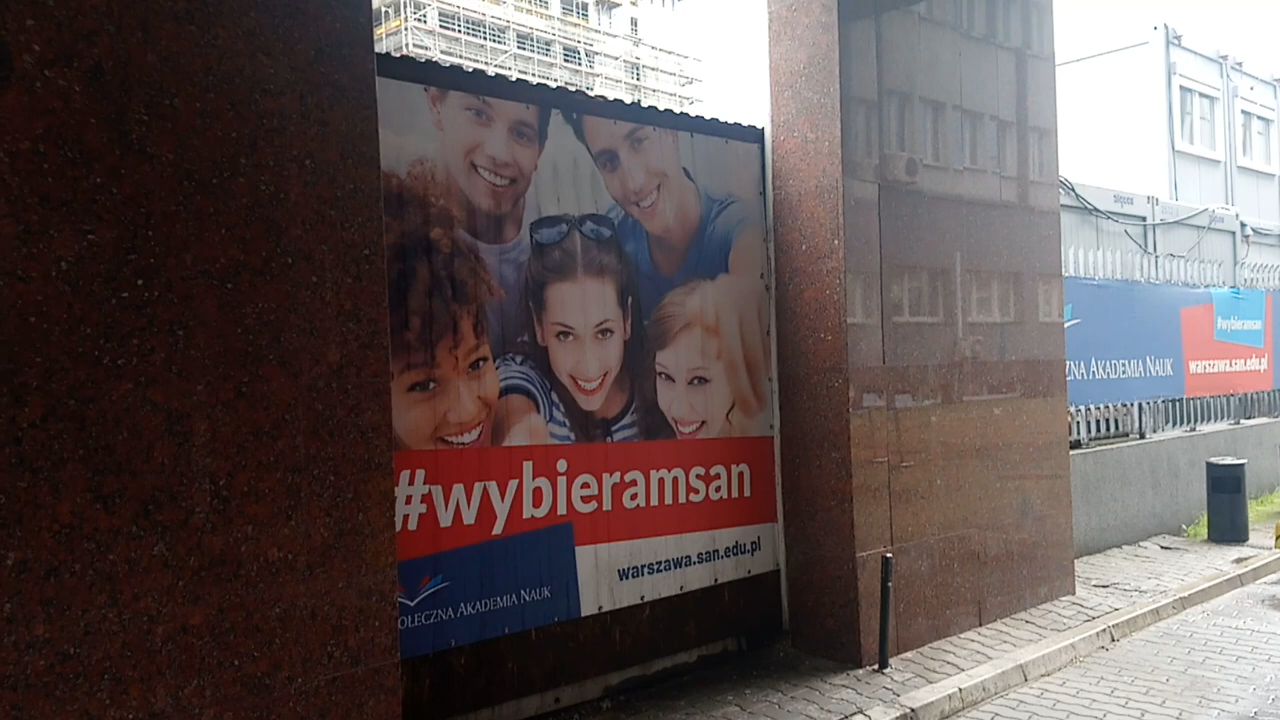 #wybieramsan
warszawa.san.edu.pl
OŁECZNA AKADEMIA NAUK
#wybieramsan
ZNA AKADEMIA NAUK
warszawa.san.edu.pl